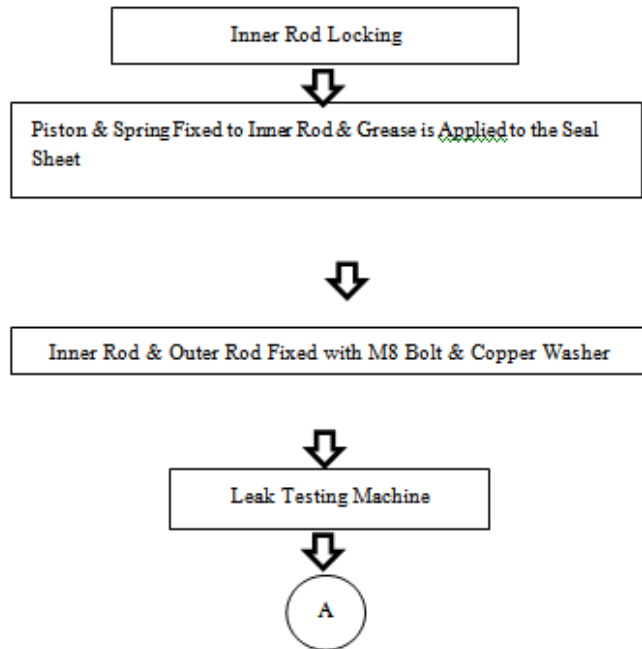 Inner Rod Locking
Piston & Spring Fixed to Inner Rod & Grease is Applied to the Seal
Sheet
Inner Rod & Outer Rod Fixed with M8 Bolt & Copper Washer
Leak Testing Machine
A